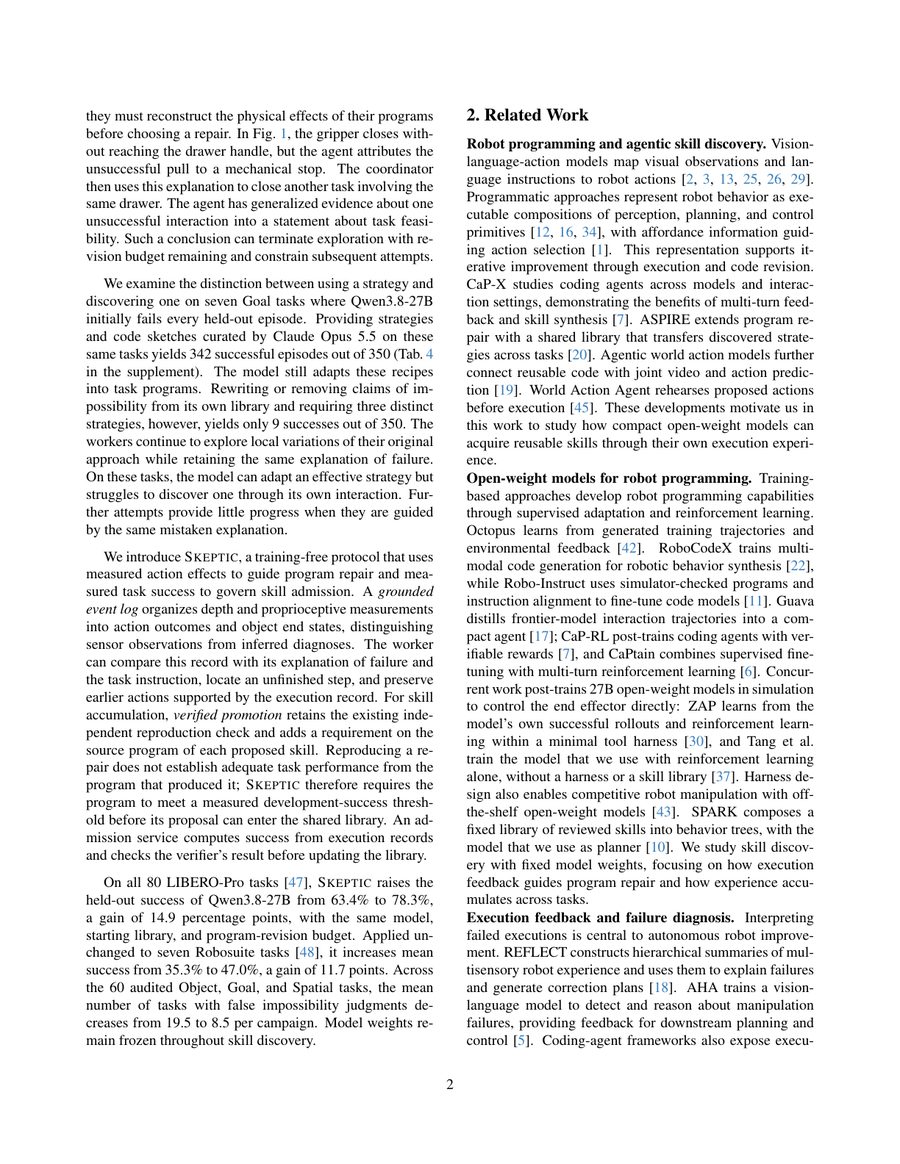 they must reconstruct the physical effects of their programs
before choosing a repair. In Fig. 1, the gripper closes with-
out reaching the drawer handle, but the agent attributes the
unsuccessful pull to a mechanical stop. The coordinator
then uses this explanation to close another task involving the
same drawer. The agent has generalized evidence about one
unsuccessful interaction into a statement about task feasi-
bility. Such a conclusion can terminate exploration with re-
vision budget remaining and constrain subsequent attempts.
We examine the distinction between using a strategy and
discovering one on seven Goal tasks where Qwen3.8-27B
initially fails every held-out episode. Providing strategies
and code sketches curated by Claude Opus 5.5 on these
same tasks yields 342 successful episodes out of 350 (Tab. 4
in the supplement). The model still adapts these recipes
into task programs. Rewriting or removing claims of im-
possibility from its own library and requiring three distinct
strategies, however, yields only 9 successes out of 350. The
workers continue to explore local variations of their original
approach while retaining the same explanation of failure.
On these tasks, the model can adapt an effective strategy but
struggles to discover one through its own interaction. Fur-
ther attempts provide little progress when they are guided
by the same mistaken explanation.
We introduce SKEPTIC, a training-free protocol that uses
measured action effects to guide program repair and mea-
sured task success to govern skill admission. A grounded
event log organizes depth and proprioceptive measurements
into action outcomes and object end states, distinguishing
sensor observations from inferred diagnoses. The worker
can compare this record with its explanation of failure and
the task instruction, locate an unfinished step, and preserve
earlier actions supported by the execution record. For skill
accumulation, verified promotion retains the existing inde-
pendent reproduction check and adds a requirement on the
source program of each proposed skill. Reproducing a re-
pair does not establish adequate task performance from the
program that produced it; SKEPTIC therefore requires the
program to meet a measured development-success thresh-
old before its proposal can enter the shared library. An ad-
mission service computes success from execution records
and checks the verifier's result before updating the library.
On all 80 LIBERO-Pro tasks [47], SKEPTIC raises the
held-out success of Qwen3.8-27B from 63.4% to 78.3%,
a gain of 14.9 percentage points, with the same model,
starting library, and program-revision budget. Applied un-
changed to seven Robosuite tasks [48], it increases mean
success from 35.3% to 47.0%, a gain of 11.7 points. Across
the 60 audited Object, Goal, and Spatial tasks, the mean
number of tasks with false impossibility judgments de-
creases from 19.5 to 8.5 per campaign. Model weights re-
main frozen throughout skill discovery.
2. Related Work
Robot programming and agentic skill discovery. Vision-
language-action models map visual observations and lan-
guage instructions to robot actions [2, 3, 13, 25, 26, 29].
Programmatic approaches represent robot behavior as exe-
cutable compositions of perception, planning, and control
primitives [12, 16, 34], with affordance information guid-
ing action selection [1]. This representation supports it-
erative improvement through execution and code revision.
CaP-X studies coding agents across models and interac-
tion settings, demonstrating the benefits of multi-turn feed-
back and skill synthesis [7]. ASPIRE extends program re-
pair with a shared library that transfers discovered strate-
gies across tasks [20]. Agentic world action models further
connect reusable code with joint video and action predic-
tion [19]. World Action Agent rehearses proposed actions
before execution [45]. These developments motivate us in
this work to study how compact open-weight models can
acquire reusable skills through their own execution experi-
ence.
Open-weight models for robot programming. Training-
based approaches develop robot programming capabilities
through supervised adaptation and reinforcement learning.
Octopus learns from generated training trajectories and
environmental feedback [42]. RoboCodeX trains multi-
modal code generation for robotic behavior synthesis [22],
while Robo-Instruct uses simulator-checked programs and
instruction alignment to fine-tune code models [11]. Guava
distills frontier-model interaction trajectories into a com-
pact agent [17]; CaP-RL post-trains coding agents with ver-
ifiable rewards [7], and CaPtain combines supervised fine-
tuning with multi-turn reinforcement learning [6]. Concur-
rent work post-trains 27B open-weight models in simulation
to control the end effector directly: ZAP learns from the
model's own successful rollouts and reinforcement learn-
ing within a minimal tool harness [30], and Tang et al.
train the model that we use with reinforcement learning
alone, without a harness or a skill library [37]. Harness de-
sign also enables competitive robot manipulation with off-
the-shelf open-weight models [43]. SPARK composes a
fixed library of reviewed skills into behavior trees, with the
model that we use as planner [10]. We study skill discov-
ery with fixed model weights, focusing on how execution
feedback guides program repair and how experience accu-
mulates across tasks.
Execution feedback and failure diagnosis. Interpreting
failed executions is central to autonomous robot improve-
ment. REFLECT constructs hierarchical summaries of mul-
tisensory robot experience and uses them to explain failures
and generate correction plans [18]. AHA trains a vision-
language model to detect and reason about manipulation
failures, providing feedback for downstream planning and
control [5]. Coding-agent frameworks also expose execu-
2